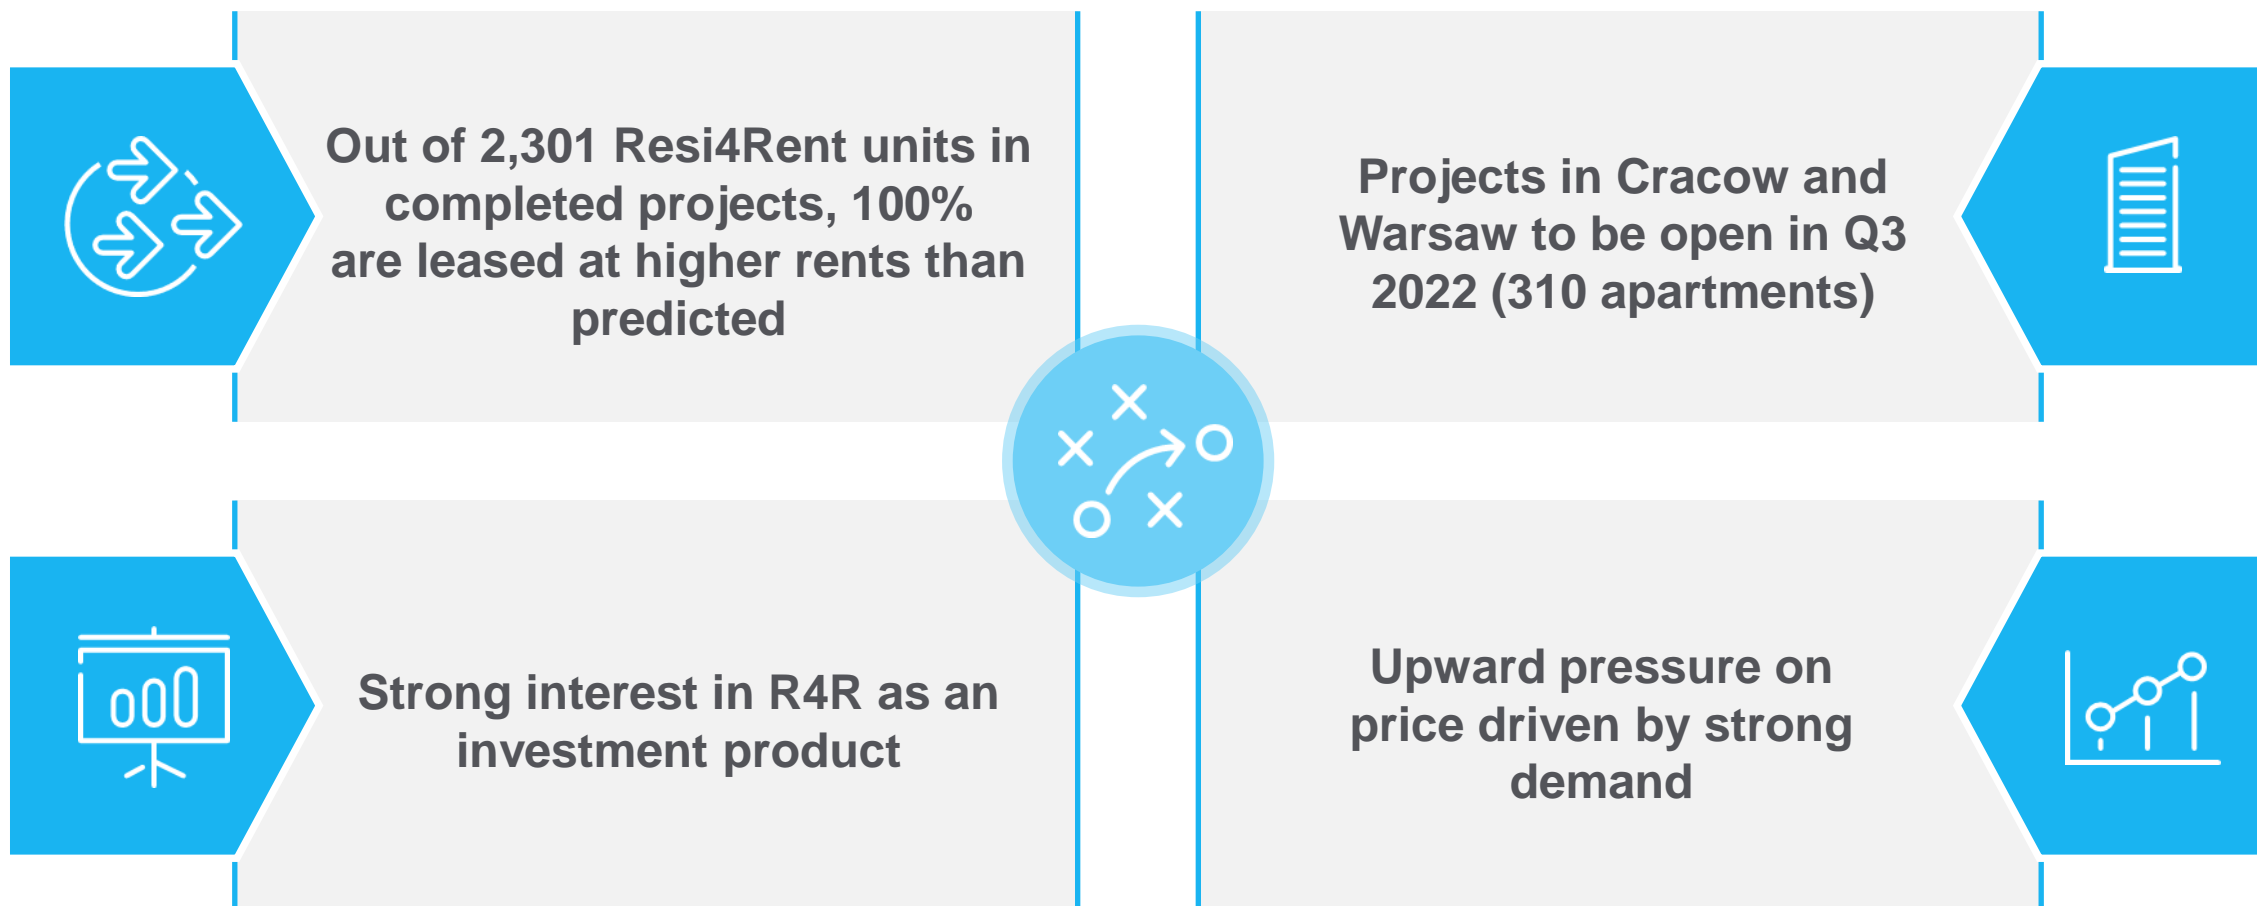 Out of 2,301 Resi4Rent units in
completed projects, 100%
are leased at higher rents than
predicted
Projects in Cracow and
Warsaw to be open in Q3
2022 (310 apartments)
Strong interest in R4R as an
investment product
Upward pressure on
price driven by strong
demand